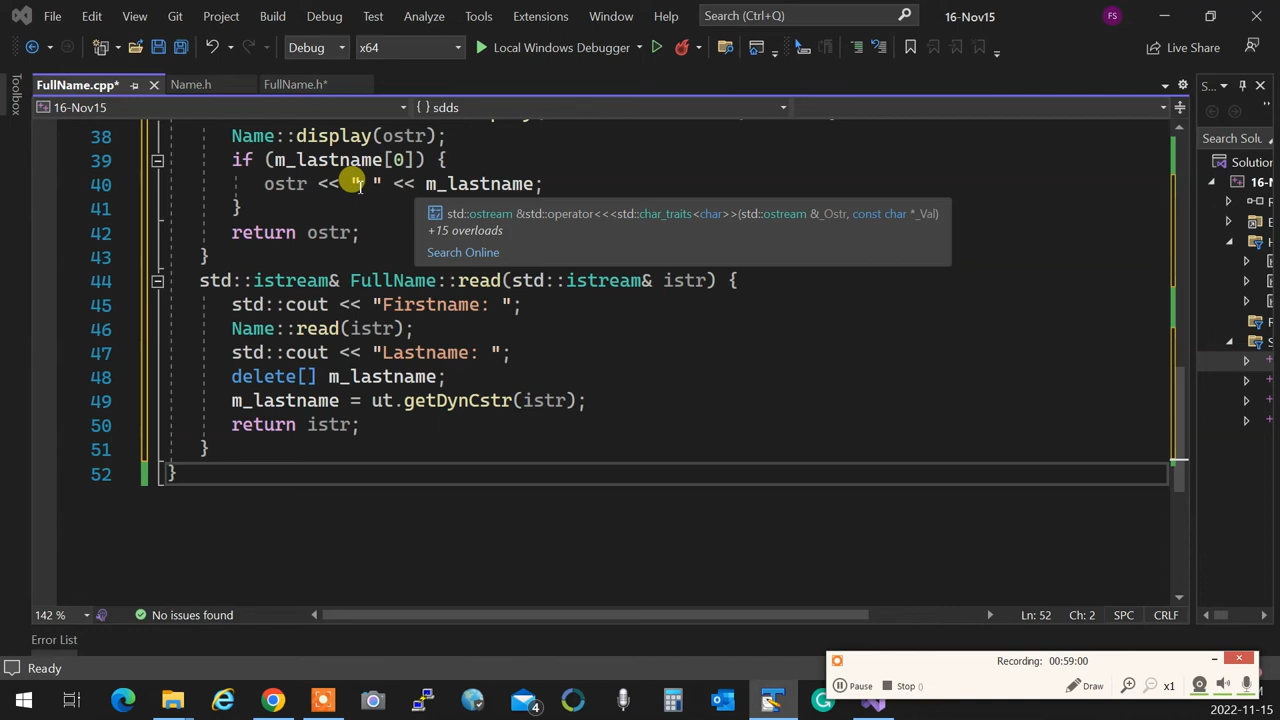 File Edit View Git Project Build Debug Test Analyze Tools Extensions Window Help Search (Ctrl+Q) 16-Nov15 FS
Debug x64 Local Windows Debugger Live Share
FullName.cpp* Name.h FullName.h* S...
Toolbox
16-Nov15 sdds
38 Name::display(ostr);
Search Solu
39 if (m_lastname[0]) {
Solution
40 ostr << " " << m_lastname;
16-N
41 }
std::ostream &std::operator<<<std::char_traits<char>>(std::ostream &_Ostr, const char *_Val)
+15 overloads
42 return ostr;
Search Online
43 }
44 std::istream& FullName::read(std::istream& istr) {
45 std::cout << "Firstname: ";
46 Name::read(istr);
47 std::cout << "Lastname: ";
48 delete[] m_lastname;
49 m_lastname = ut.getDynCstr(istr);
50 return istr;
51 }
52 }
142 % No issues found Ln: 52 Ch: 2 SPC CRLF
Error List
Ready
Recording: 00:59:00
Pause Stop () Draw x1
4
2022-11-15